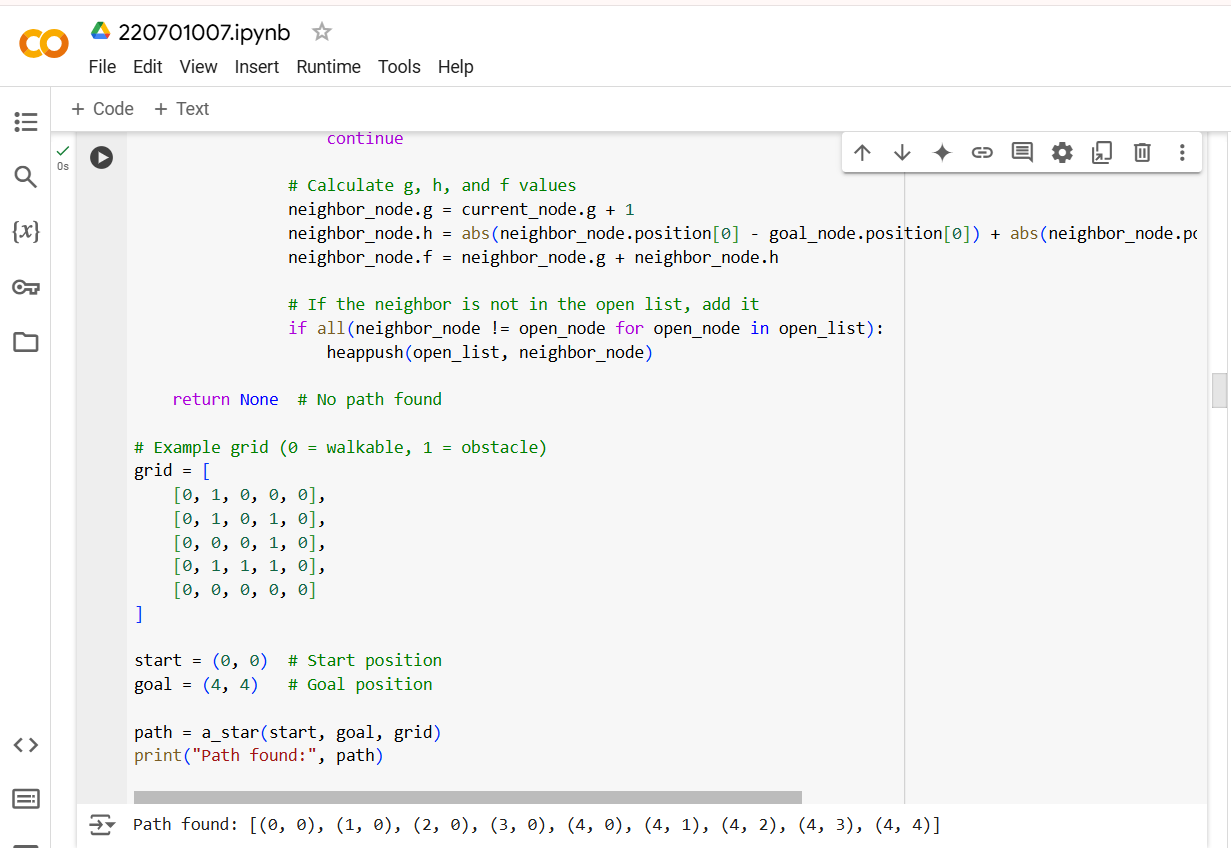 220701007.ipynb
File Edit View Insert Runtime Tools Help
+ Code + Text
0s
continue
# Calculate g, h, and f values
neighbor_node.g = current_node.g + 1
neighbor_node.h = abs(neighbor_node.position[0] - goal_node.position[0]) + abs(neighbor_node.po
neighbor_node.f = neighbor_node.g + neighbor_node.h
# If the neighbor is not in the open list, add it
if all(neighbor_node != open_node for open_node in open_list):
heappush(open_list, neighbor_node)
return None # No path found
# Example grid (0 = walkable, 1 = obstacle)
grid = [
[0, 1, 0, 0, 0],
[0, 1, 0, 1, 0],
[0, 0, 0, 1, 0],
[0, 1, 1, 1, 0],
[0, 0, 0, 0, 0]
]
start = (0, 0) # Start position
goal = (4, 4) # Goal position
path = a_star(start, goal, grid)
print("Path found:", path)
Path found: [(0, 0), (1, 0), (2, 0), (3, 0), (4, 0), (4, 1), (4, 2), (4, 3), (4, 4)]